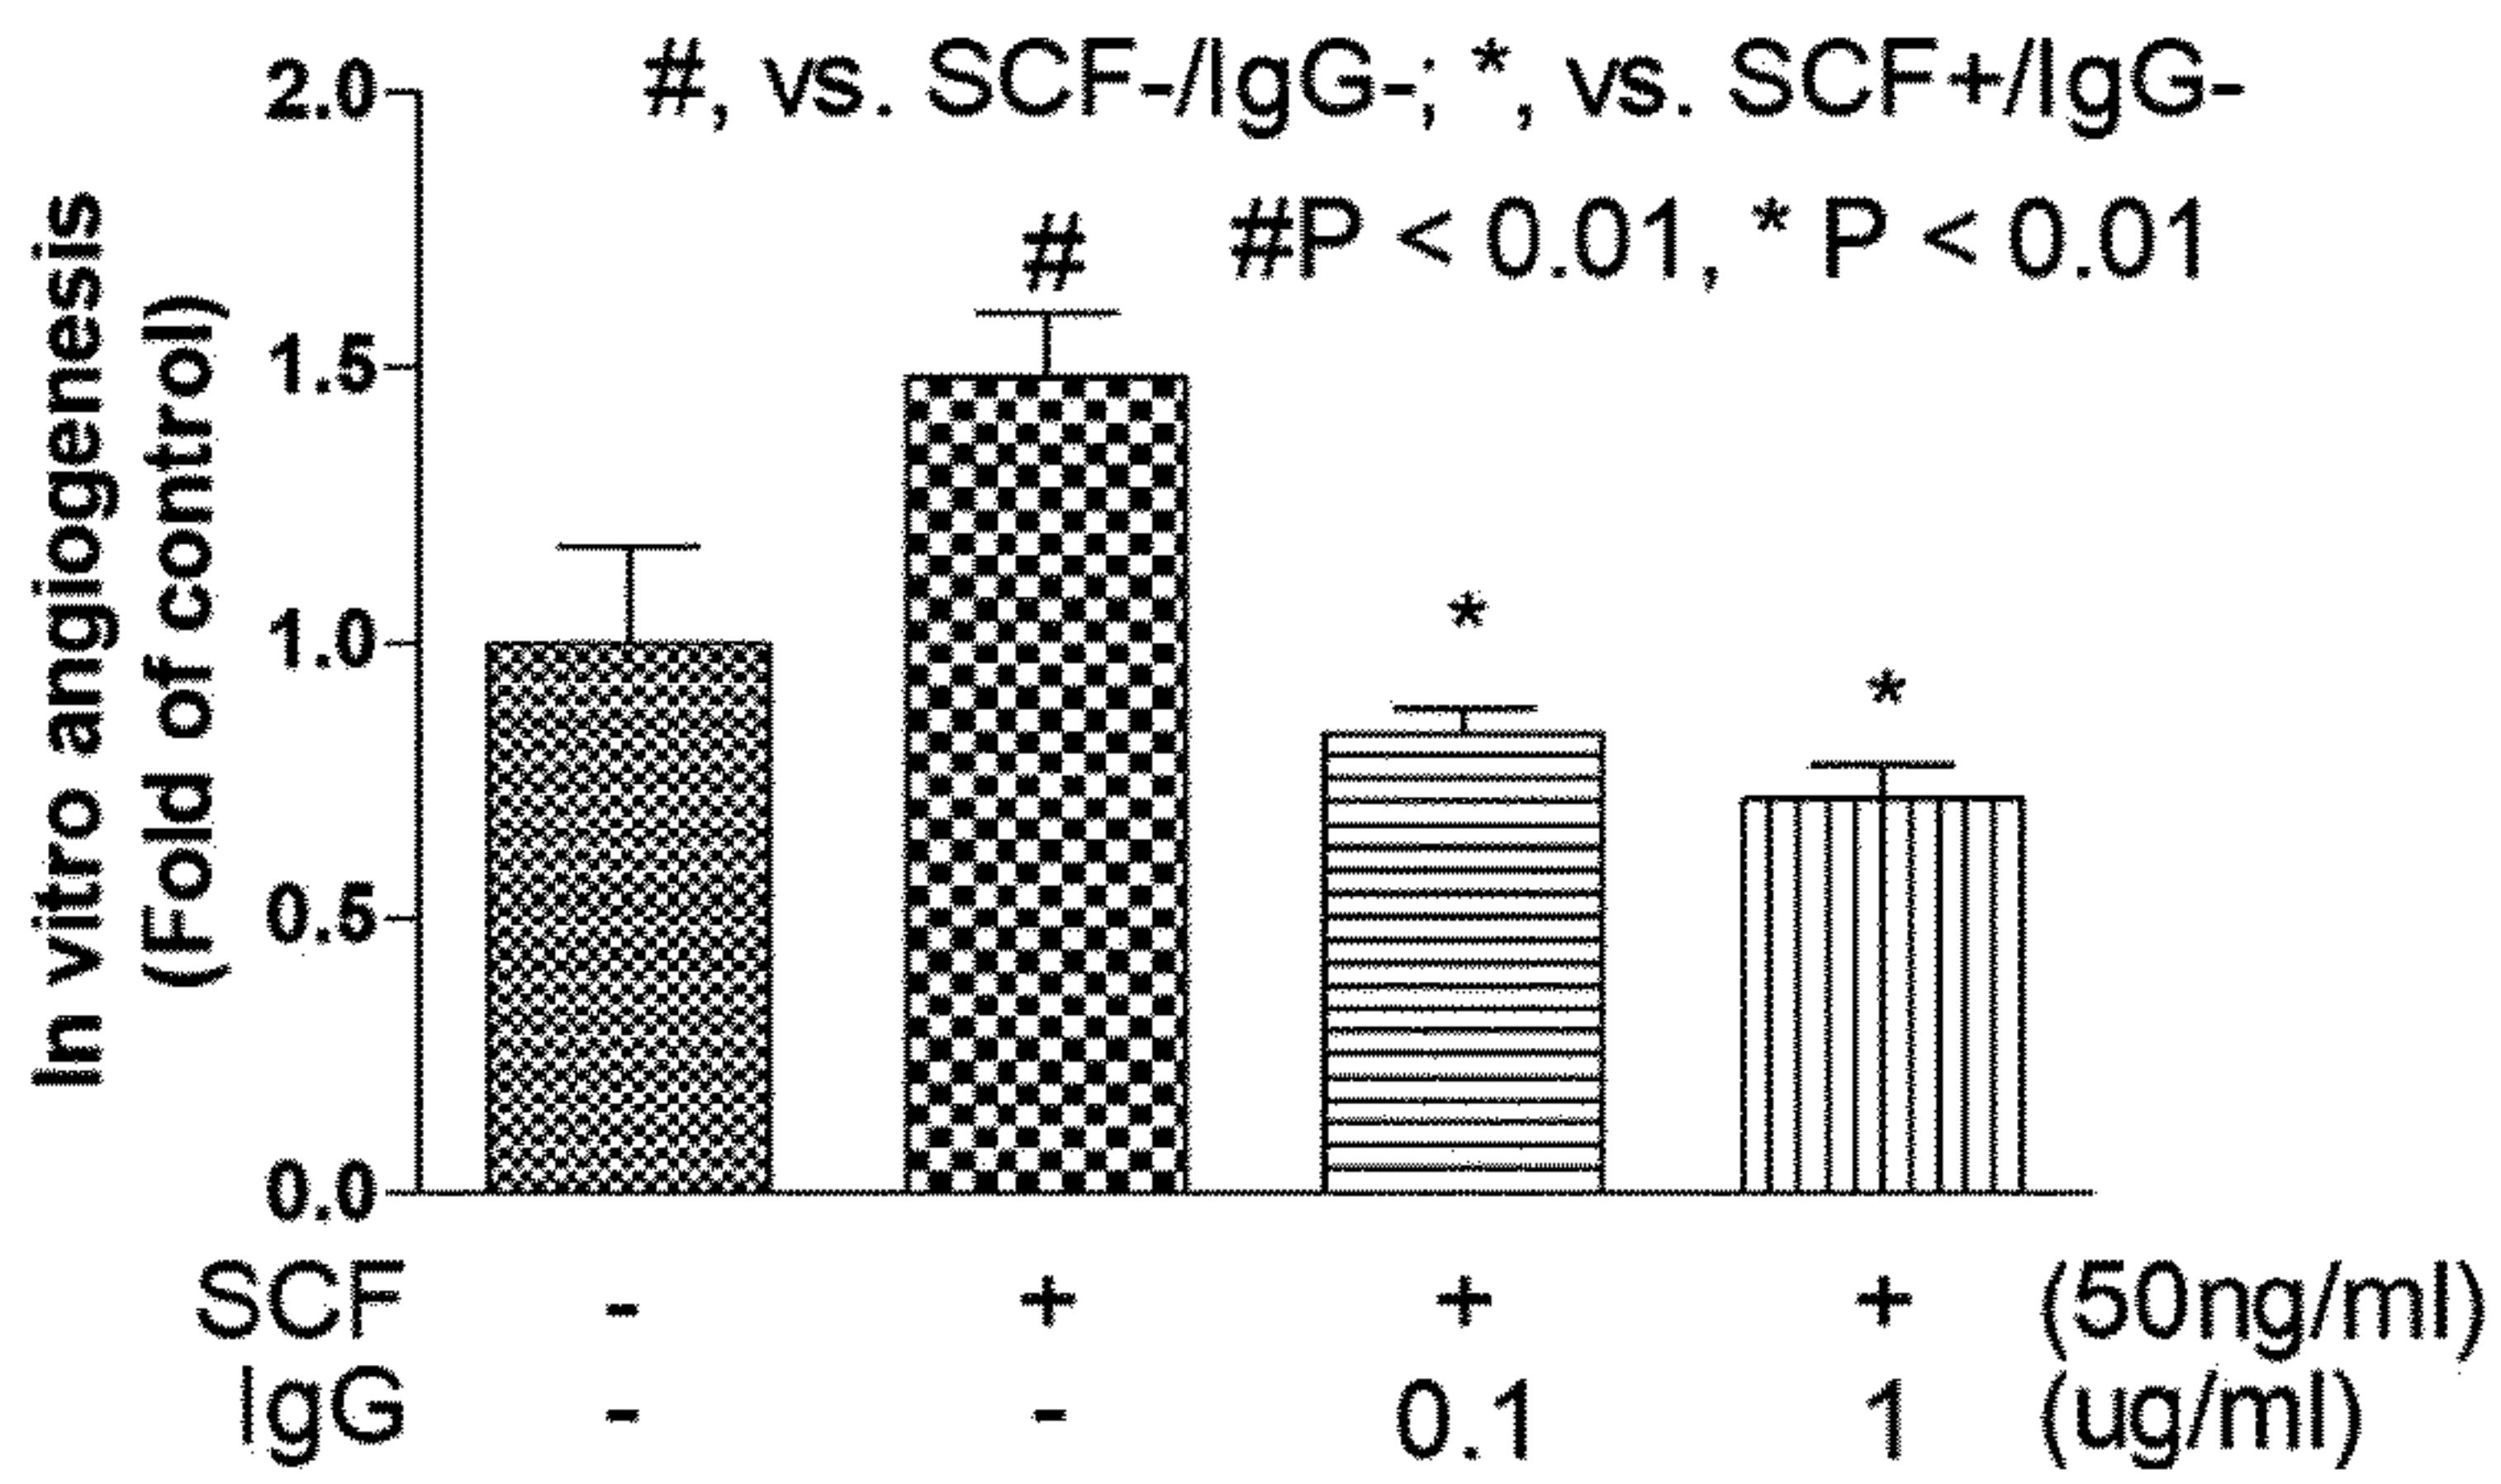 #, vs. SCF-/IgG-; *, vs. SCF+/IgG-
#P < 0.01, * P < 0.01
In vitro angiogenesis
(Fold of control)
2.0
1.5
1.0
0.5
0.0
#
*
*
SCF - + + + (50ng/ml)
IgG - - 0.1 1 (ug/ml)